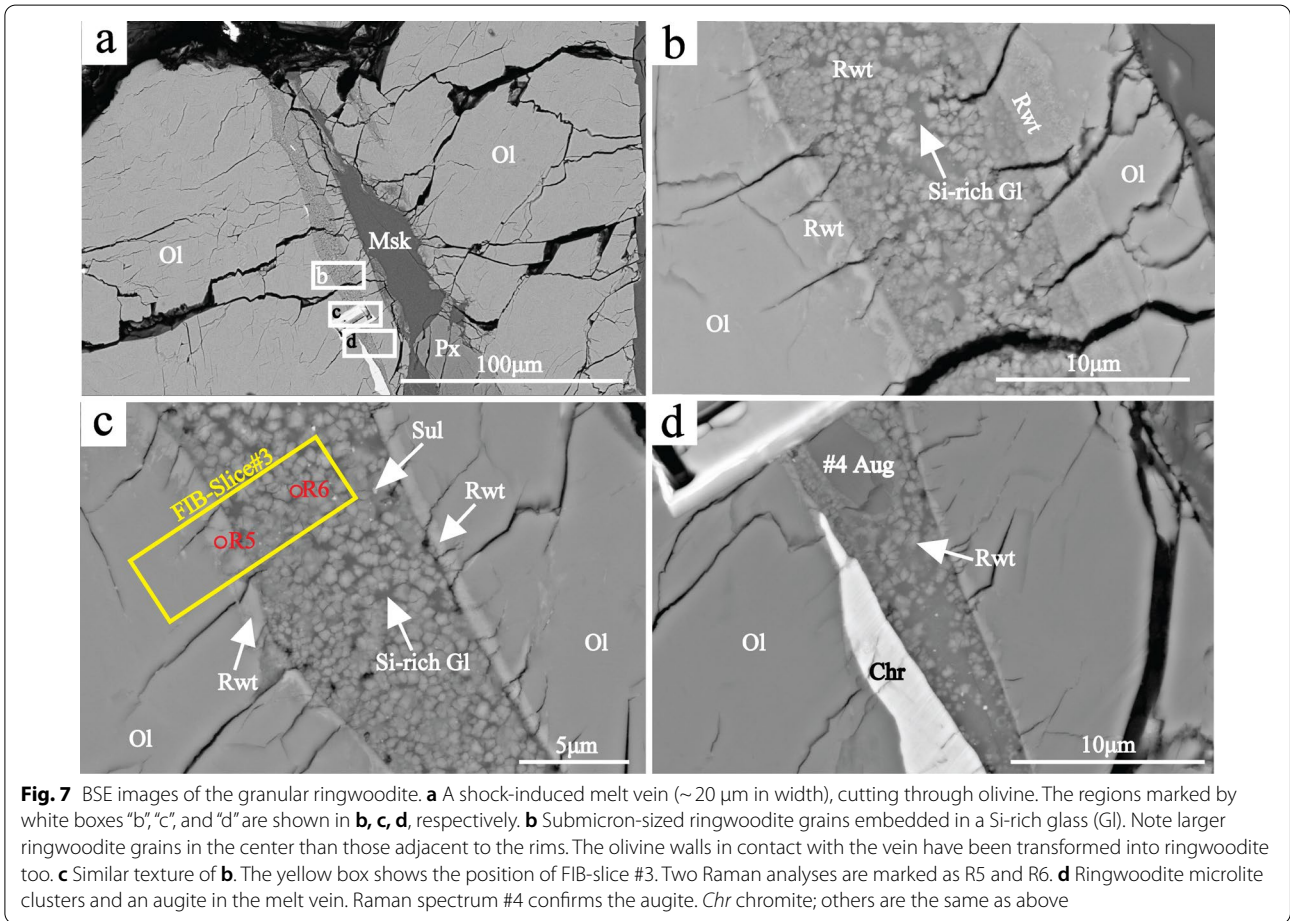 a
Ol
Msk
Ol
b
c
d
Px
100μm
b
Rwt
Rwt
Si-rich Gl
Ol
Rwt
Ol
10μm
c
Sul
FIB-Slice#3
R6
Rwt
R5
Si-rich Gl
Rwt
Ol
Ol
5μm
d
#4 Aug
Rwt
Ol
Ol
Chr
10μm
Fig. 7 BSE images of the granular ringwoodite. a A shock-induced melt vein (~ 20 μm in width), cutting through olivine. The regions marked by
white boxes "b", "c", and "d" are shown in b, c, d, respectively. b Submicron-sized ringwoodite grains embedded in a Si-rich glass (Gl). Note larger
ringwoodite grains in the center than those adjacent to the rims. The olivine walls in contact with the vein have been transformed into ringwoodite
too. c Similar texture of b. The yellow box shows the position of FIB-slice #3. Two Raman analyses are marked as R5 and R6. d Ringwoodite microlite
clusters and an augite in the melt vein. Raman spectrum #4 confirms the augite. Chr chromite; others are the same as above